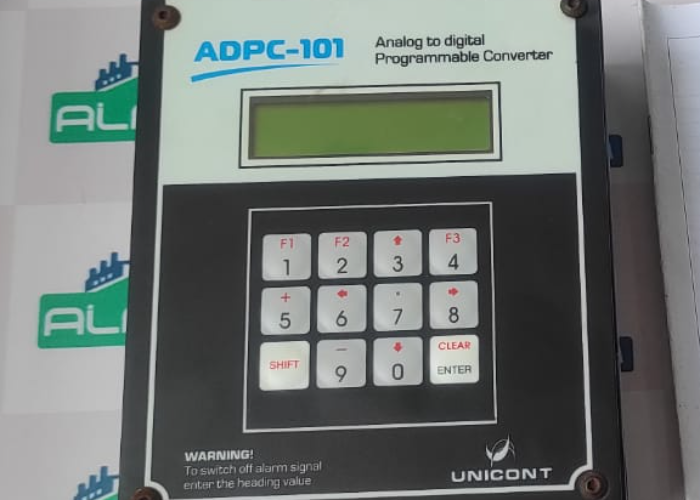 ADPC-101
Analog to digital
Programmable Converter
F1 F2 F3
1 2 3 4
+ .
5 6 7 8
SHIFT - CLEAR
9 0 ENTER
WARNING!
To switch off alarm signal
enter the heading value
UNICONT